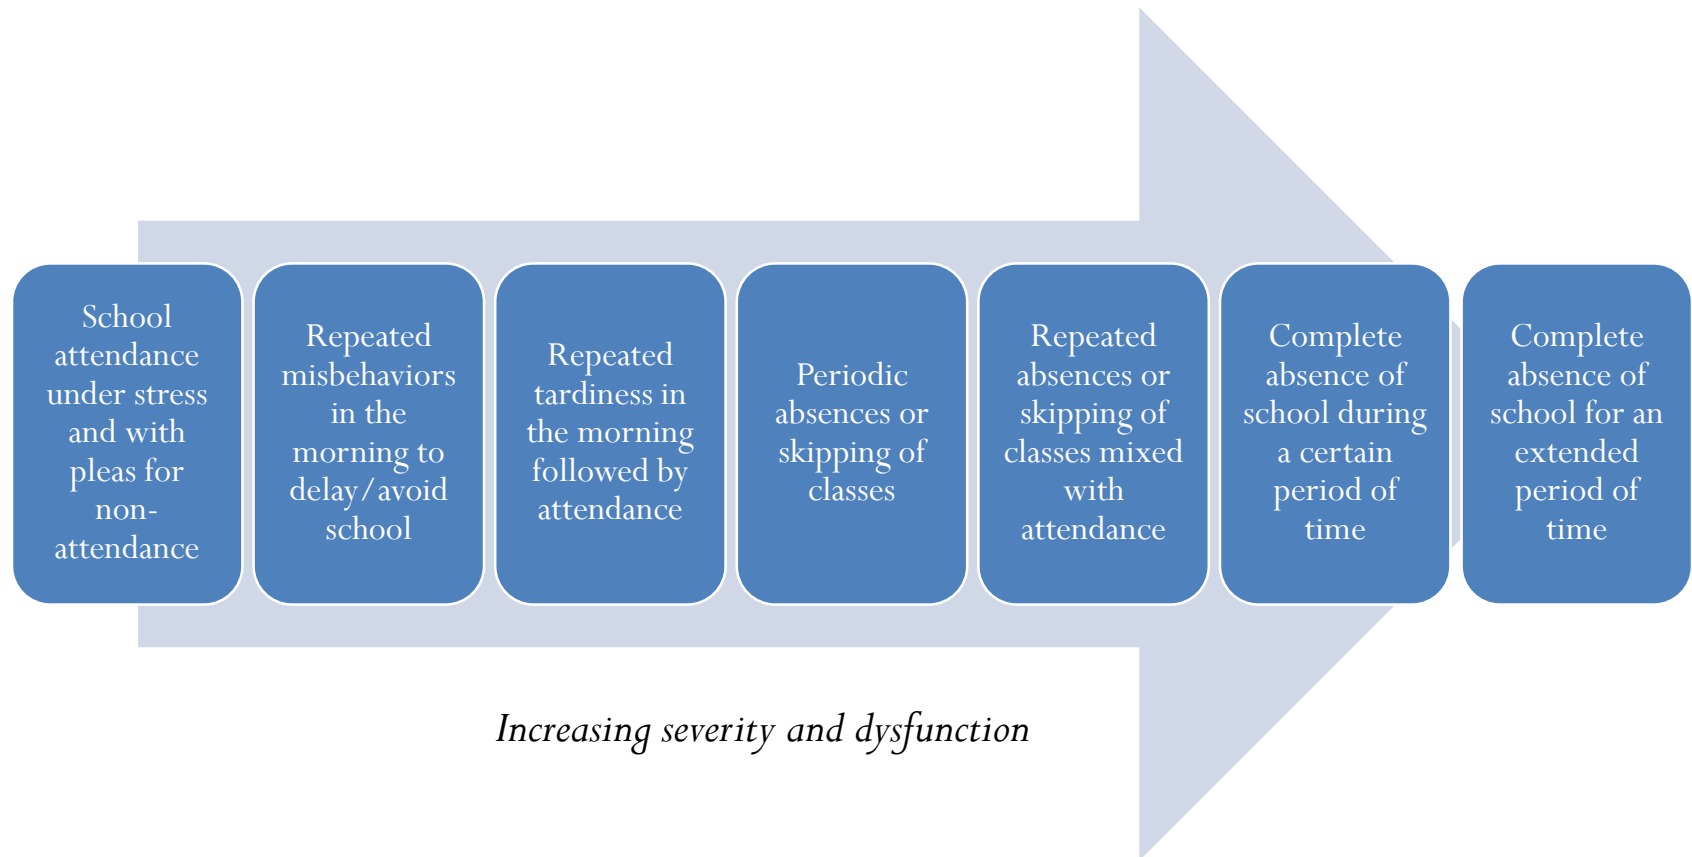 School
attendance
under stress
and with
pleas for
non-
attendance
Repeated
misbehaviors
in the
morning to
delay/avoid
school
Repeated
tardiness in
the morning
followed by
attendance
Periodic
absences or
skipping of
classes
Repeated
absences or
skipping of
classes mixed
with
attendance
Complete
absence of
school during
a certain
period of
time
Complete
absence of
school for an
extended
period of
time
Increasing severity and dysfunction